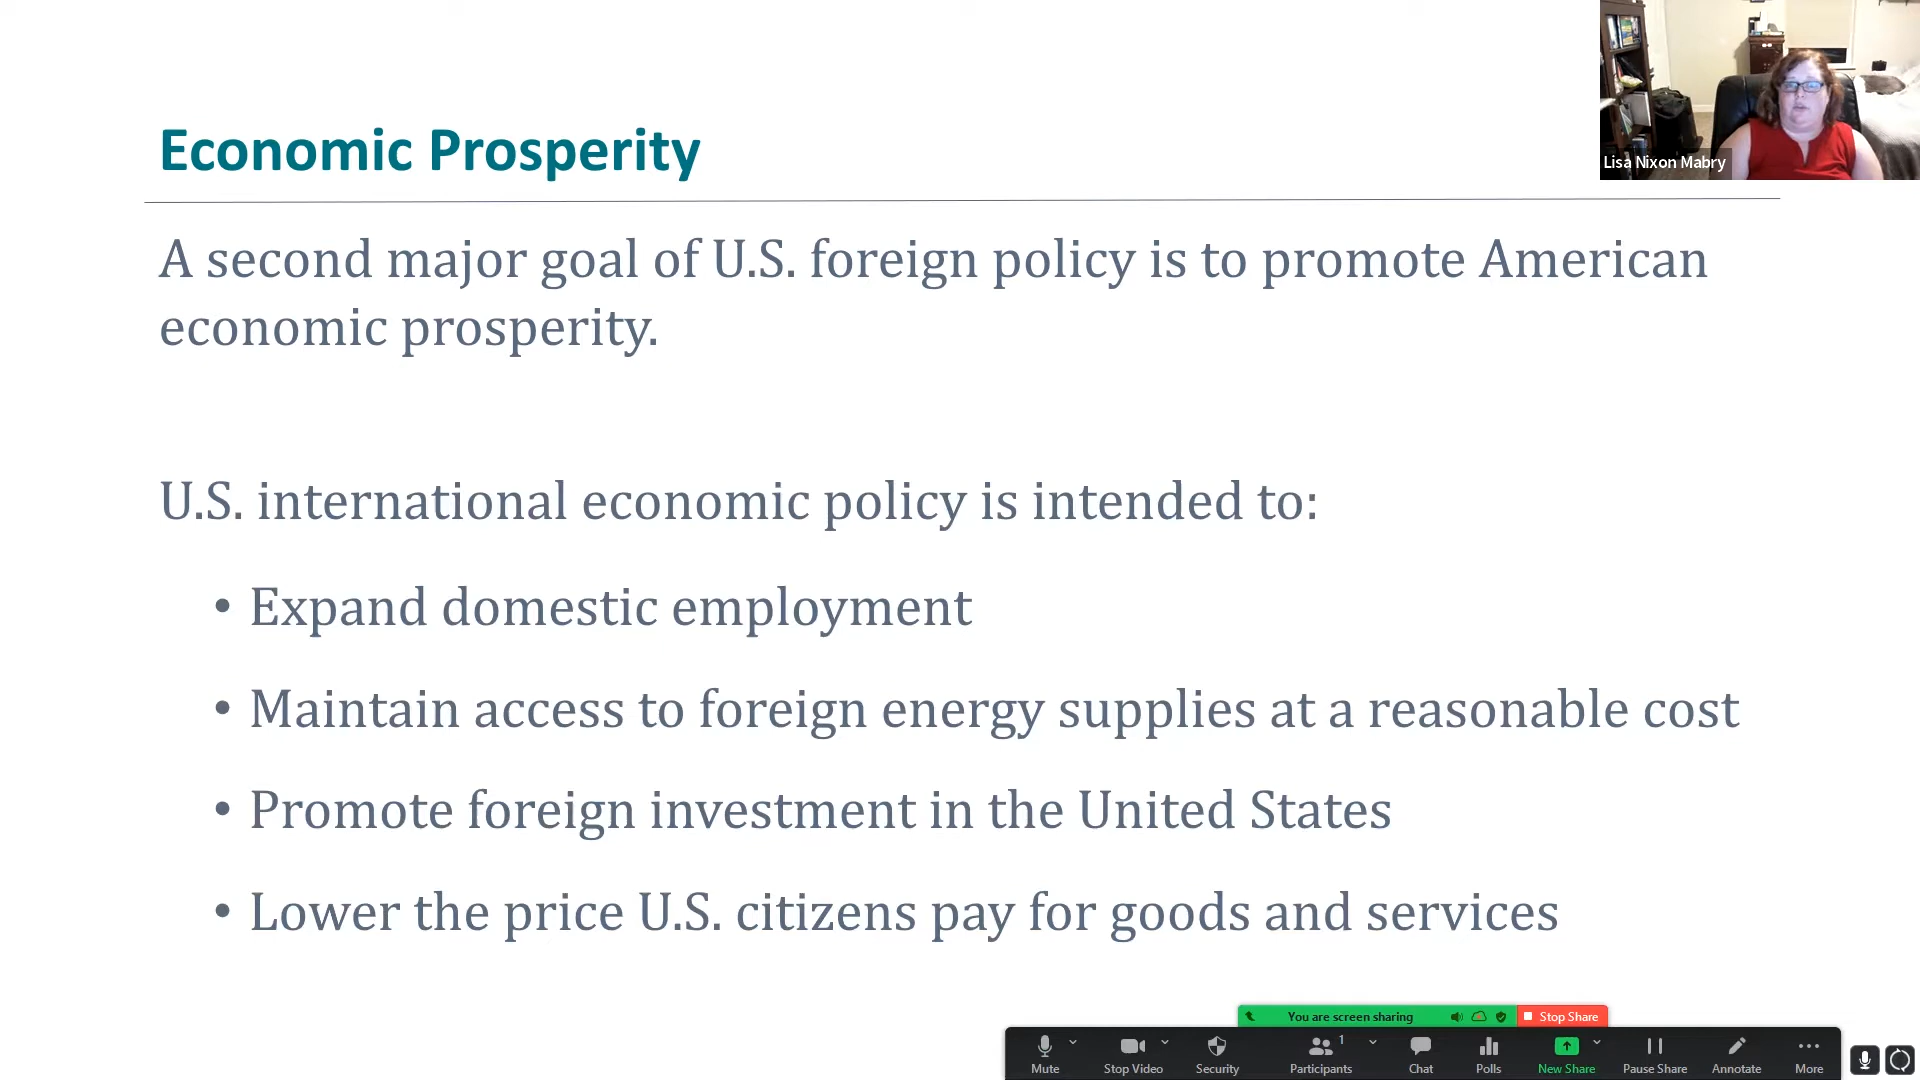 Lisa Nixon Mabry
Economic Prosperity
A second major goal of U.S. foreign policy is to promote American
economic prosperity.
U.S. international economic policy is intended to:
• Expand domestic employment
• Maintain access to foreign energy supplies at a reasonable cost
• Promote foreign investment in the United States
• Lower the price U.S. citizens pay for goods and services
You are screen sharing
Stop Share
1
Mute
Stop Video
Security
Participants
Chat
Polls
New Share
Pause Share
Annotate
More